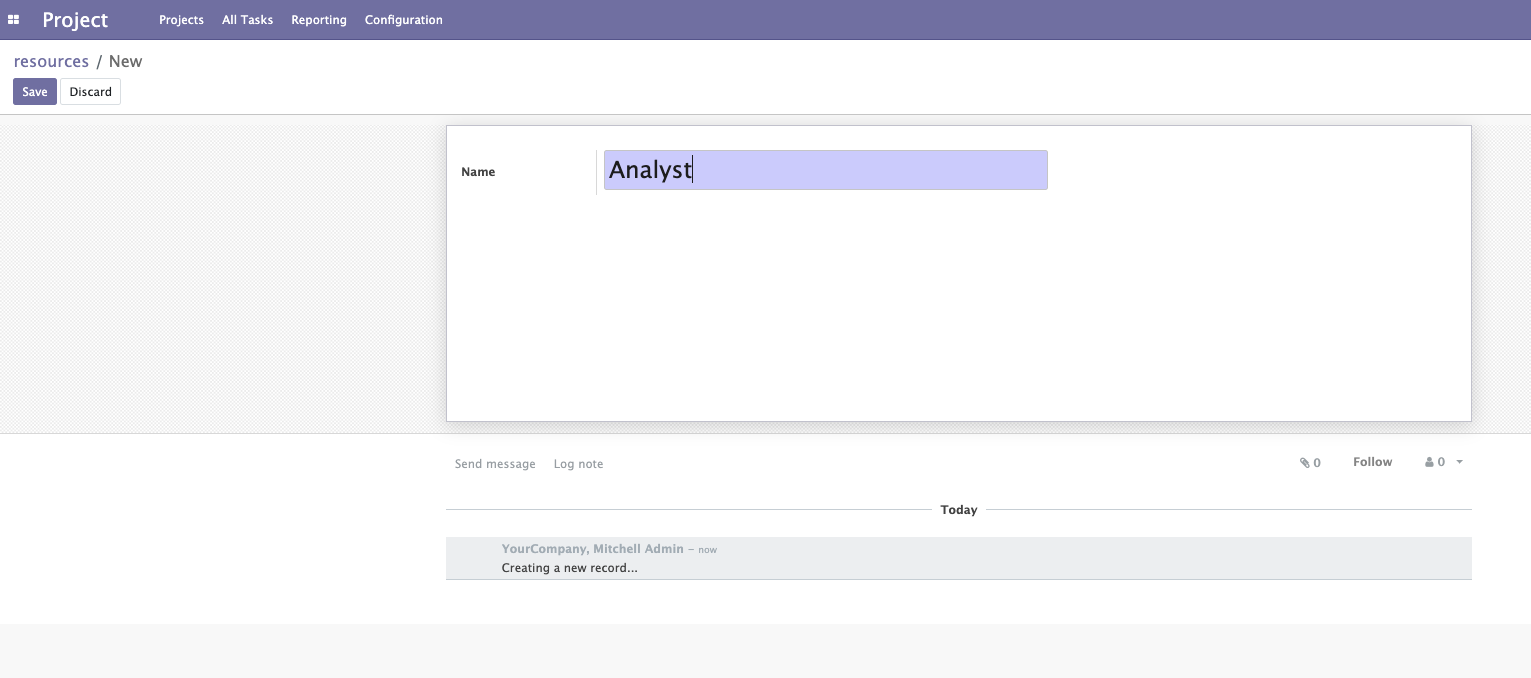 Project Projects All Tasks Reporting Configuration
resources / New
Save Discard
Name Analyst
Send message Log note 0 Follow 0
Today
YourCompany, Mitchell Admin – now
Creating a new record...